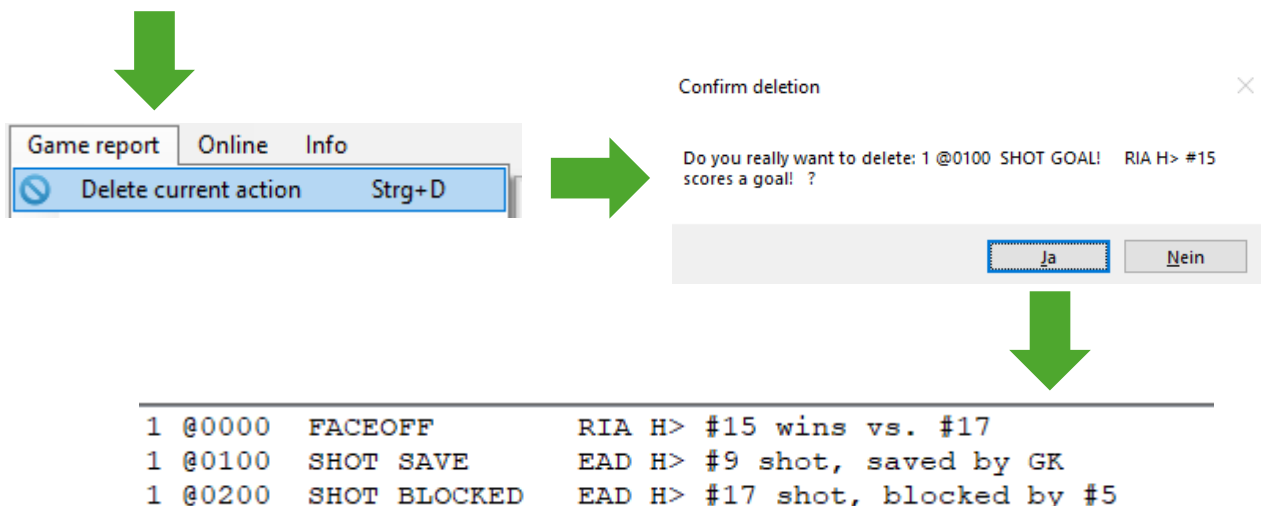 Confirm deletion
Game report Online Info
Delete current action Strg+D
Do you really want to delete: 1 @0100 SHOT GOAL! RIA H> #15
scores a goal! ?
Ja Nein
1 @0000 FACEOFF RIA H> #15 wins vs. #17
1 @0100 SHOT SAVE EAD H> #9 shot, saved by GK
1 @0200 SHOT BLOCKED EAD H> #17 shot, blocked by #5